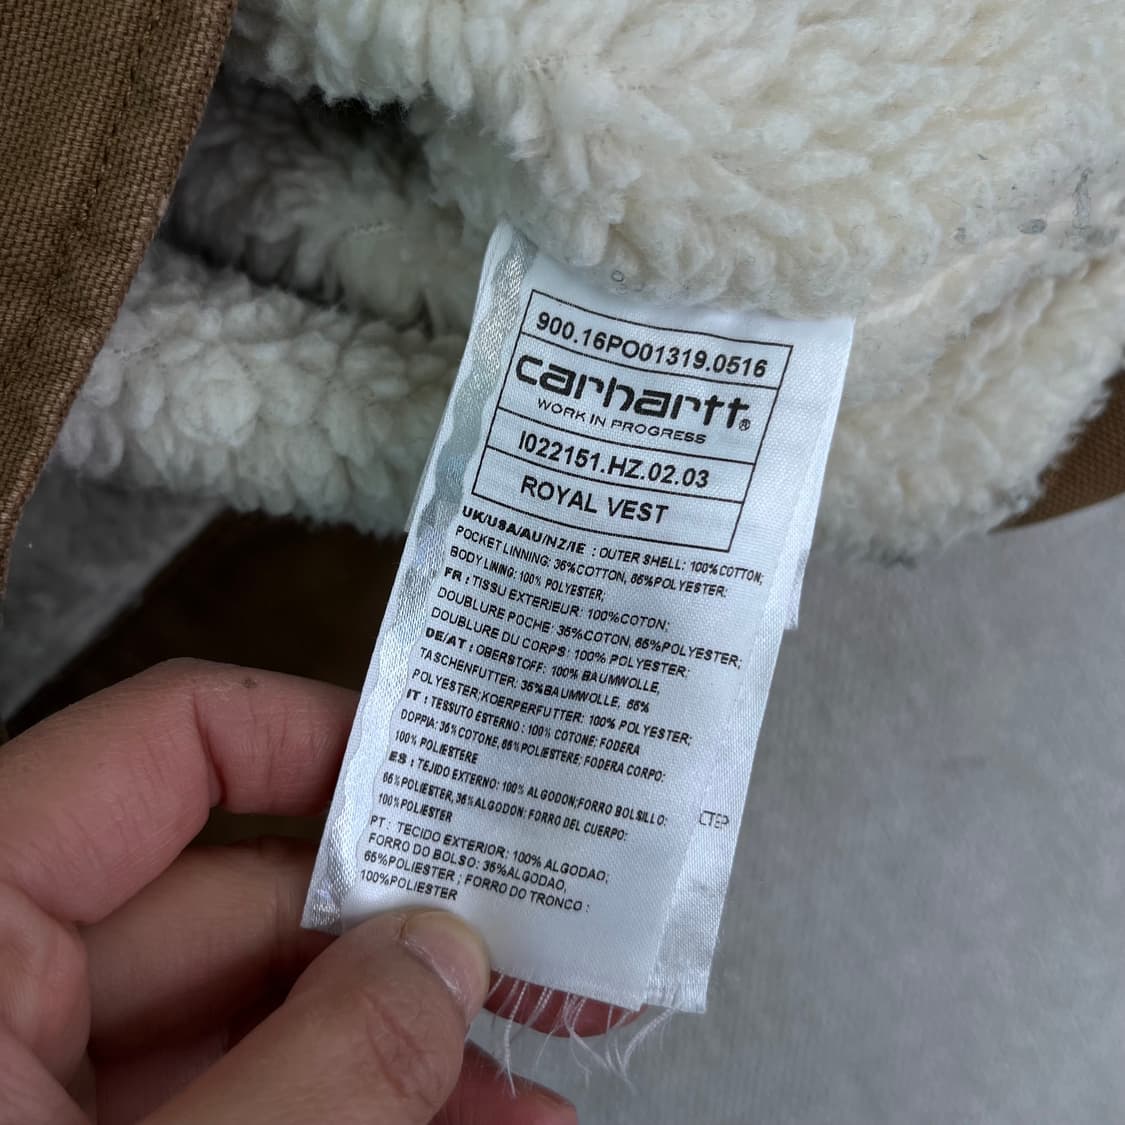 900.16PO01319.0516
carhartt®
WORK IN PROGRESS
I022151.HZ.02.03
ROYAL VEST
UK/USA/AU/NZ/IE : OUTER SHELL: 100% COTTON;
POCKET LINNING: 35%COTTON, 65%POLYESTER;
BODY LINING: 100% POLYESTER;
FR : TISSU EXTERIEUR: 100%COTON;
DOUBLURE POCHE: 35%COTON, 65%POLYESTER;
DOUBLURE DU CORPS: 100% POLYESTER:
DE/AT : OBERSTOFF: 100% BAUMWOLLE,
TASCHENFUTTER: 35%BAUMWOLLE, 65%
POLYESTER;KOERPERFUTTER: 100% POLYESTER;
IT : TESSUTO ESTERNO : 100% COTONE; FODERA
DOPPIA: 35%COTONE, 65%POLIESTERE; FODERA CORPO:
100% POLIESTERE
ES : TEJIDO EXTERNO: 100% ALGODON;FORRO BOLSILLO:
65%POLIESTER, 35%ALGODON: FORRO DEL CUERPO:
100%POLIESTER
PT : TECIDO EXTERIOR: 100% ALGODAO;
FORRO DO BOLSO: 35%ALGODAO,
65%POLIESTER ; FORRO DO TRONCO :
100%POLIESTER